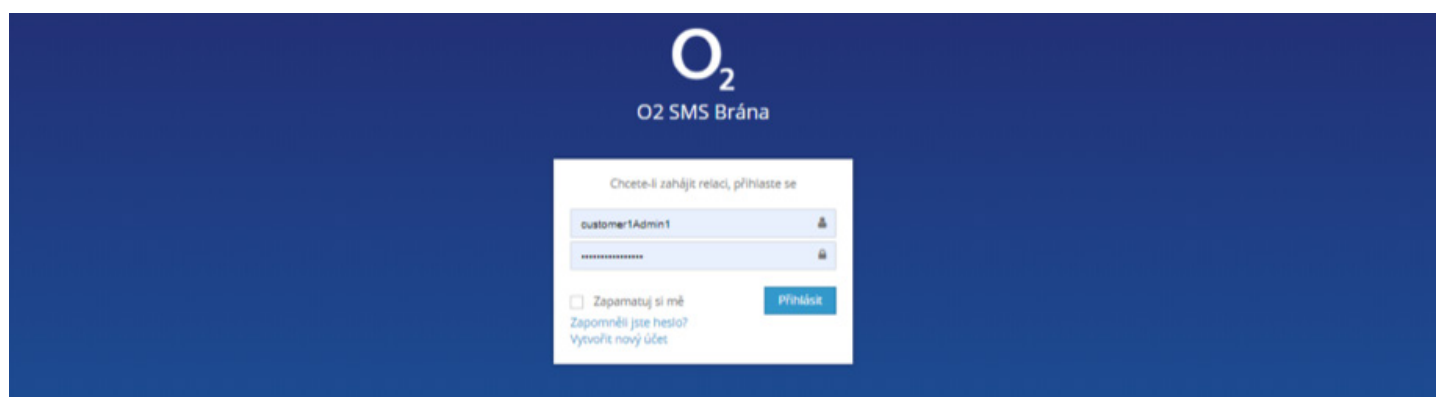 O2
O2 SMS Brána
Chcete-li zahájit relaci, přihlaste se
customer1Admin1
••••••••••••••••
Zapamatuj si mě
Přihlásit
Zapomněli jste heslo?
Vytvořit nový účet